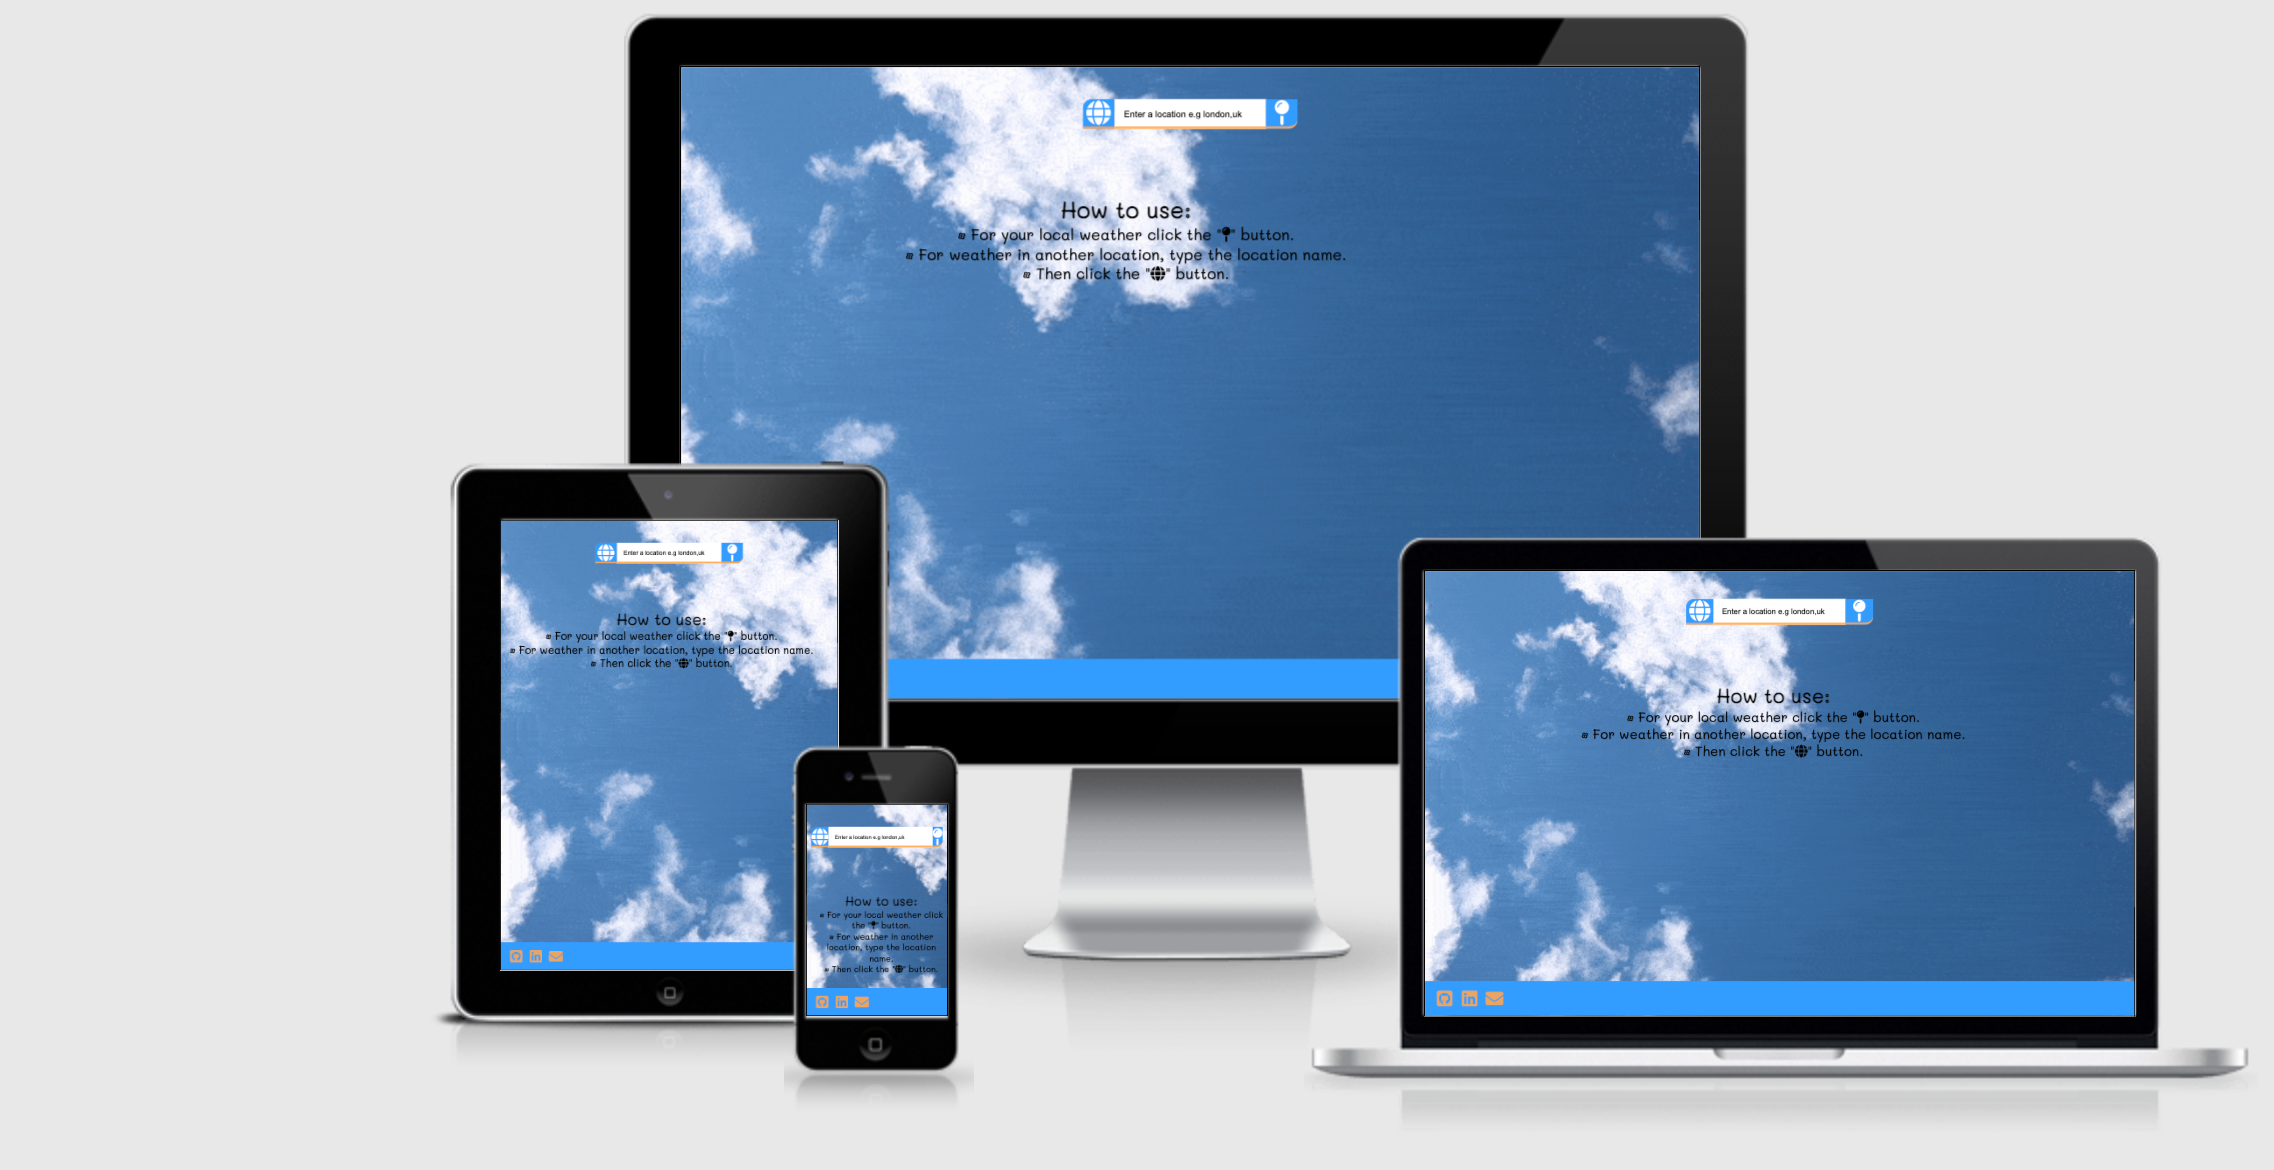 Enter a location e.g london,uk
How to use:
For your local weather click the "" button.
For weather in another location, type the location name.
Then click the "" button.
Enter a location e.g london,uk
How to use:
For your local weather click the "" button.
For weather in another location, type the location name.
Then click the "" button.
Enter a location e.g london,uk
How to use:
For your local weather click
the "" button.
For weather in another
location, type the location
name.
Then click the "" button.
Enter a location e.g london,uk
How to use:
For your local weather click the "" button.
For weather in another location, type the location name.
Then click the "" button.